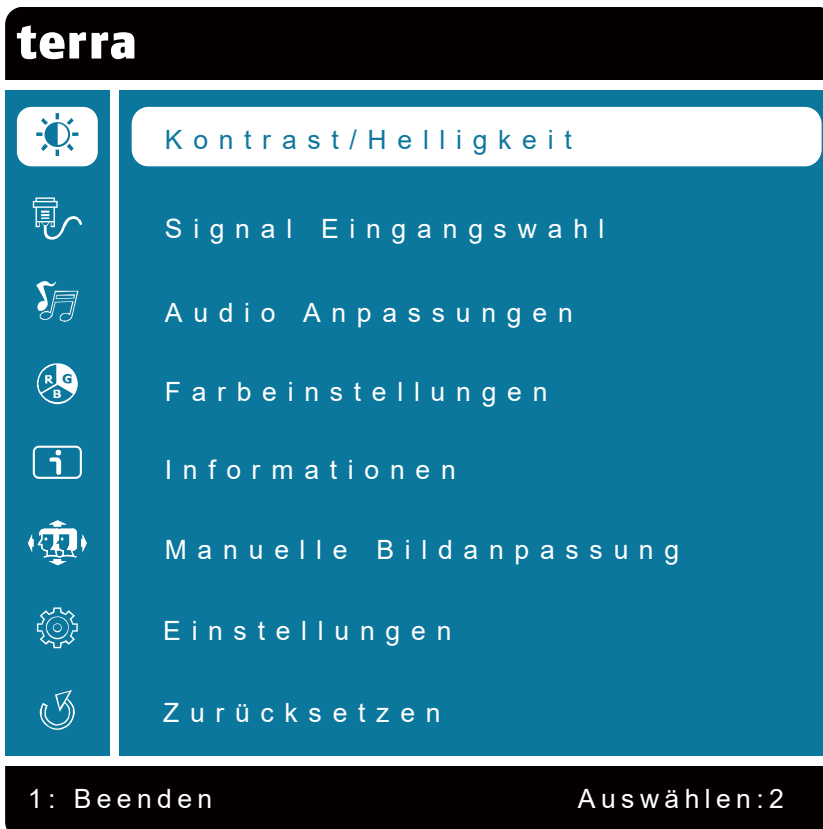 terra
Kontrast/Helligkeit
Signal Eingangswahl
Audio Anpassungen
R G
B
Farbeinstellungen
i
Informationen
Manuelle Bildanpassung
Einstellungen
Zurücksetzen
1: Beenden Auswählen:2